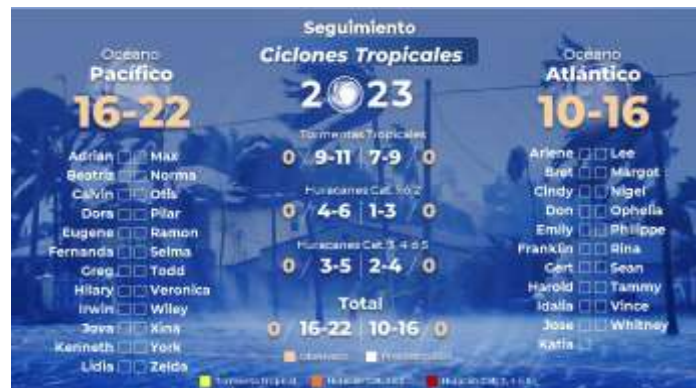 Seguimiento
Ciclones Tropicales
2023
Océano
Pacífico
16-22
Adrian Max
Beatriz Norma
Calvin Otis
Dora Pilar
Eugene Ramon
Fernanda Selma
Greg Todd
Hilary Veronica
Irwin Wiley
Jova Xina
Kenneth York
Lidia Zelda
Tormentas Tropicales
0 / 9-11 | 7-9 / 0
Huracanes Cat. 1 ó 2
0 / 4-6 | 1-3 / 0
Huracanes Cat. 3, 4 ó 5
0 / 3-5 | 2-4 / 0
Total
0 / 16-22 | 10-16 / 0
Océano
Atlántico
10-16
Arlene Lee
Bret Margot
Cindy Nigel
Don Ophelia
Emily Philippe
Franklin Rina
Gert Sean
Harold Tammy
Idalia Vince
Jose Whitney
Katia
Tormenta Tropical